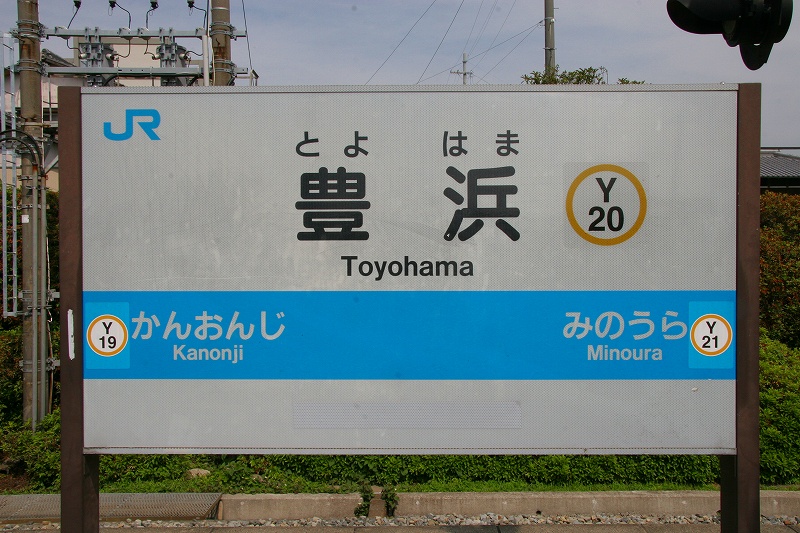 JR
とよ はま
豊 浜
Y
20
Toyohama
Y
19
かんおんじ
Kanonji
みのうら
Minoura
Y
21